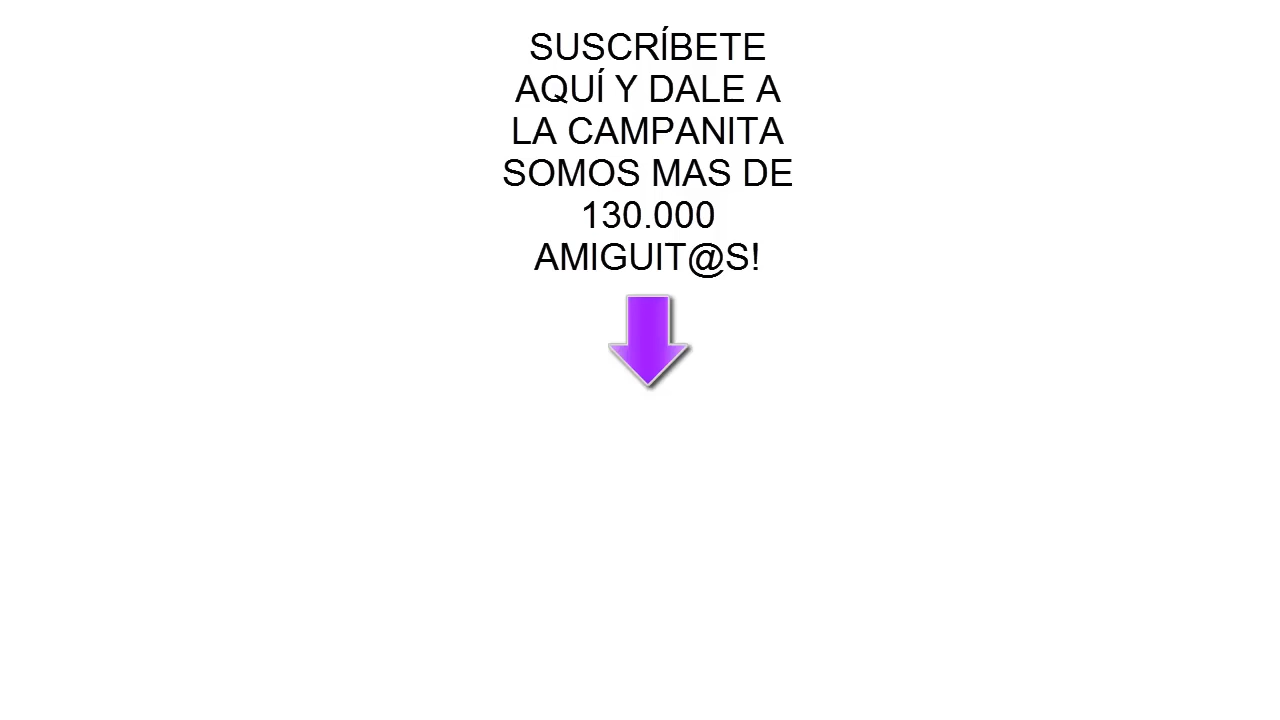 SUSCRÍBETE
AQUÍ Y DALE A
LA CAMPANITA
SOMOS MAS DE
130.000
AMIGUIT@S!